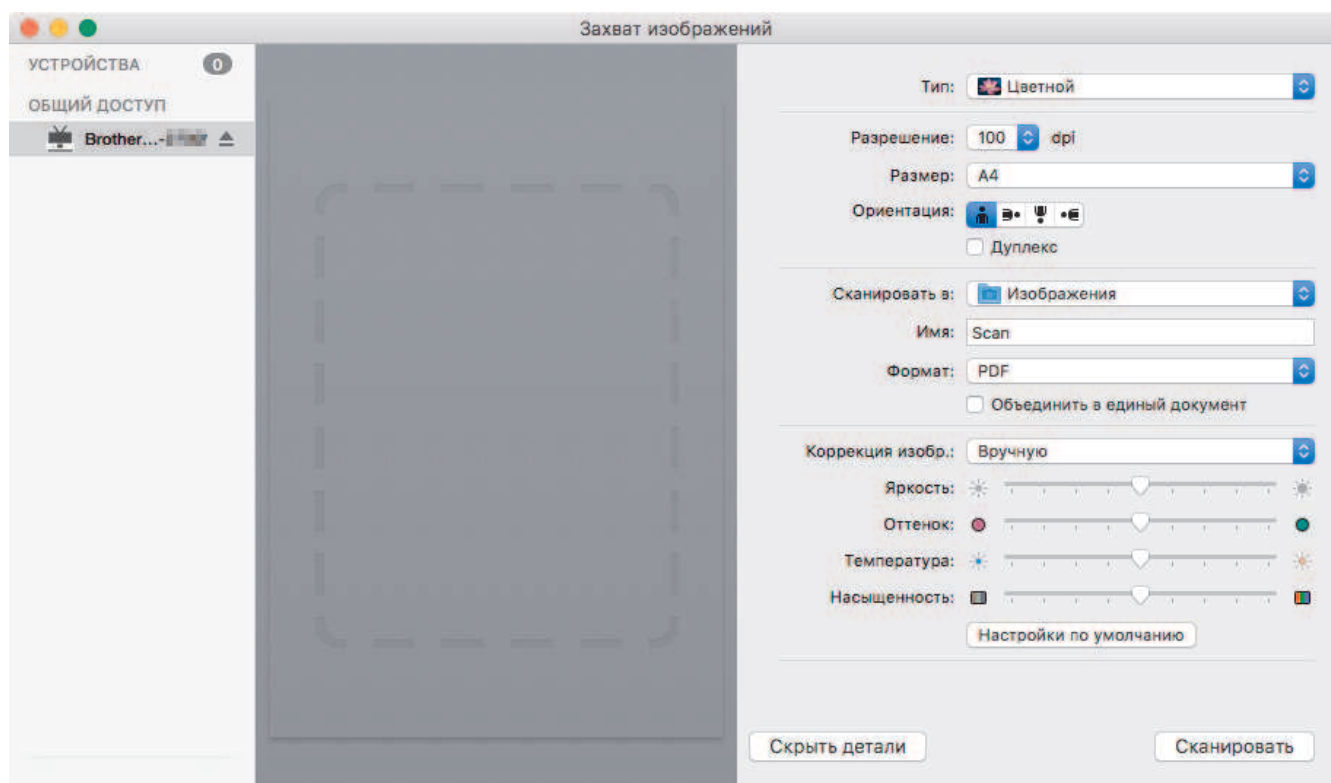 Захват изображений
УСТРОЙСТВА 0
ОБЩИЙ ДОСТУП
Brother...-
Тип: Цветной
Разрешение: 100 dpi
Размер: A4
Ориентация:
Дуплекс
Сканировать в: Изображения
Имя: Scan
Формат: PDF
Объединить в единый документ
Коррекция изобр.: Вручную
Яркость:
Оттенок:
Температура:
Насыщенность:
Настройки по умолчанию
Скрыть детали
Сканировать